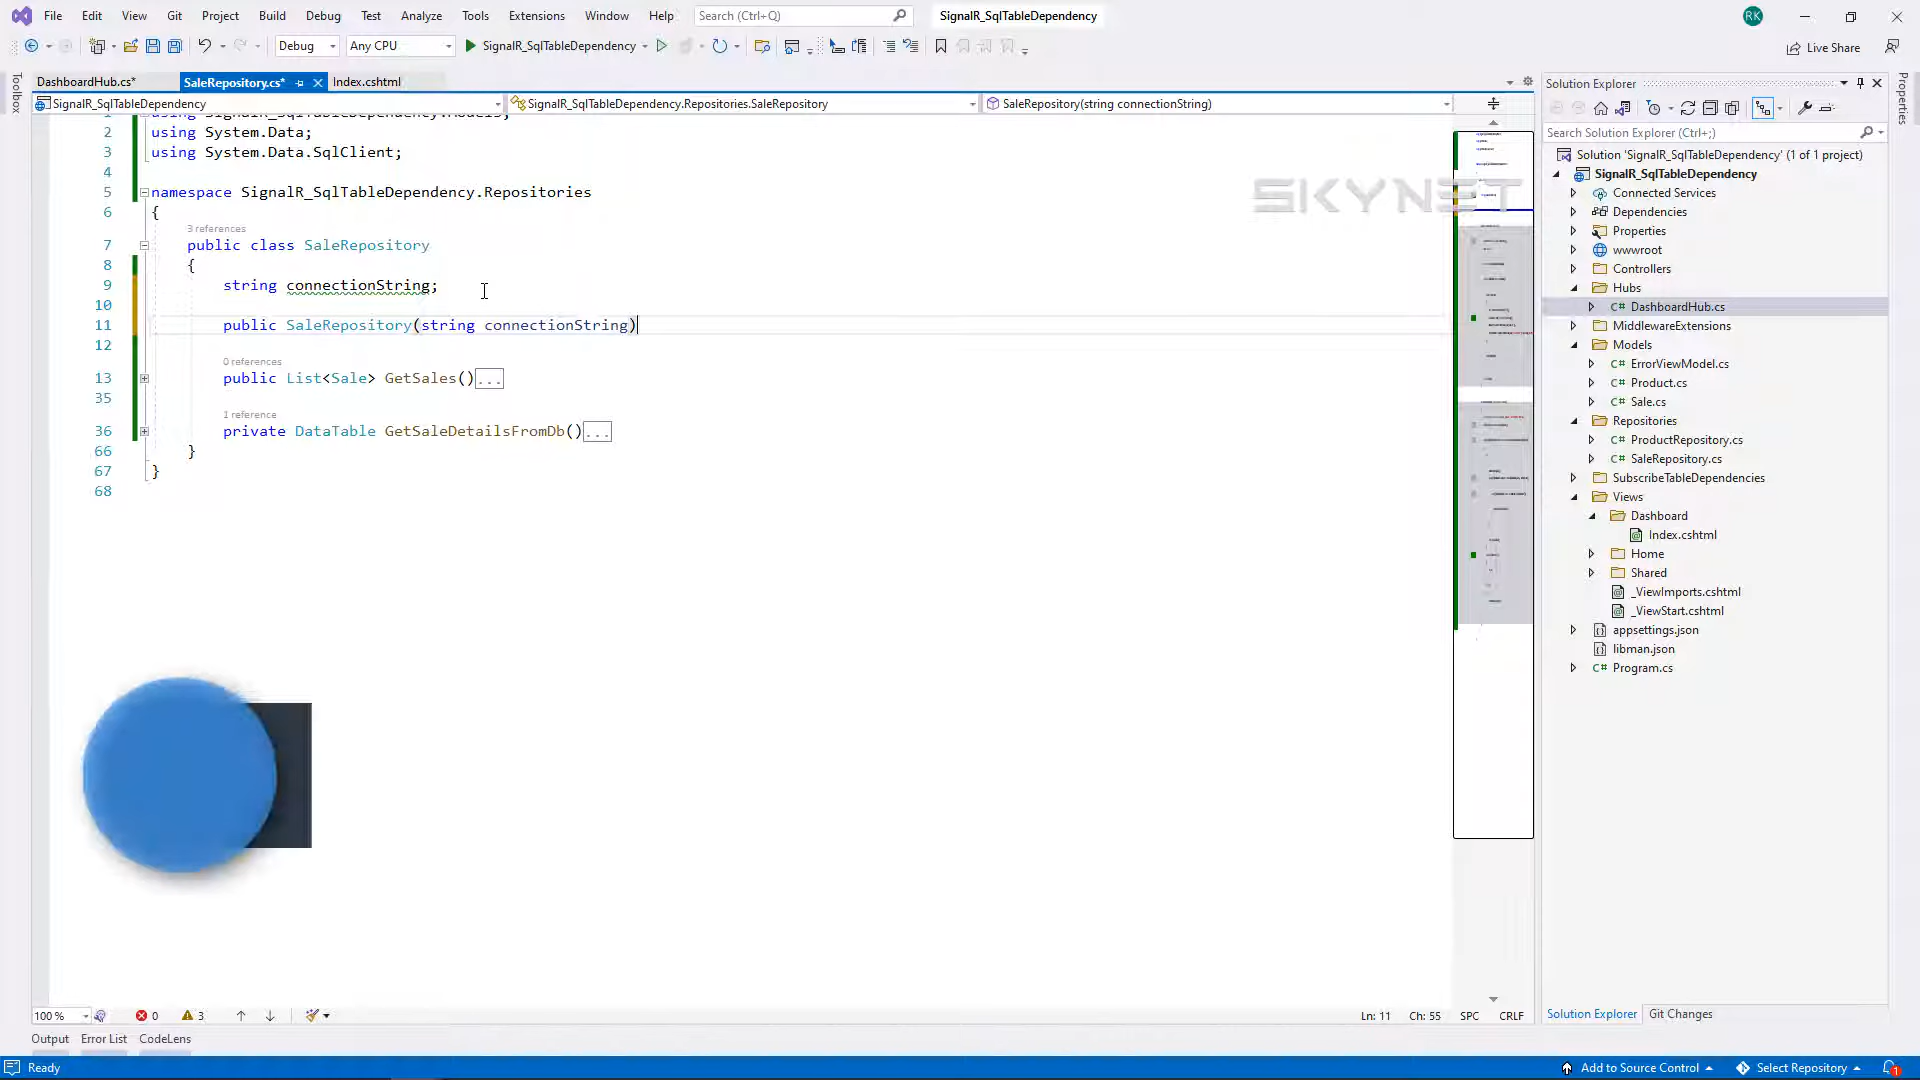 File Edit View Git Project Build Debug Test Analyze Tools Extensions Window Help Search (Ctrl+Q) SignalR_SqlTableDependency RK
Debug Any CPU SignalR_SqlTableDependency Live Share
Toolbox
DashboardHub.cs* SaleRepository.cs* Index.cshtml
SignalR_SqlTableDependency SignalR_SqlTableDependency.Repositories.SaleRepository SaleRepository(string connectionString)
1 using SignalR_SqlTableDependency.Models;
2 using System.Data;
3 using System.Data.SqlClient;
4
5 namespace SignalR_SqlTableDependency.Repositories
6 {
3 references
7 public class SaleRepository
8 {
9 string connectionString;
10
11 public SaleRepository(string connectionString)
12
0 references
13 public List<Sale> GetSales()...
35
1 reference
36 private DataTable GetSaleDetailsFromDb()...
66 }
67 }
68
SKYNET
100 % 0 3 Ln: 11 Ch: 55 SPC CRLF
Output Error List CodeLens
Ready Add to Source Control Select Repository 1
Solution Explorer
Search Solution Explorer (Ctrl+;)
Solution 'SignalR_SqlTableDependency' (1 of 1 project)
SignalR_SqlTableDependency
Connected Services
Dependencies
Properties
wwwroot
Controllers
Hubs
C# DashboardHub.cs
MiddlewareExtensions
Models
C# ErrorViewModel.cs
C# Product.cs
C# Sale.cs
Repositories
C# ProductRepository.cs
C# SaleRepository.cs
SubscribeTableDependencies
Views
Dashboard
Index.cshtml
Home
Shared
_ViewImports.cshtml
_ViewStart.cshtml
appsettings.json
libman.json
C# Program.cs
Solution Explorer Git Changes
Properties